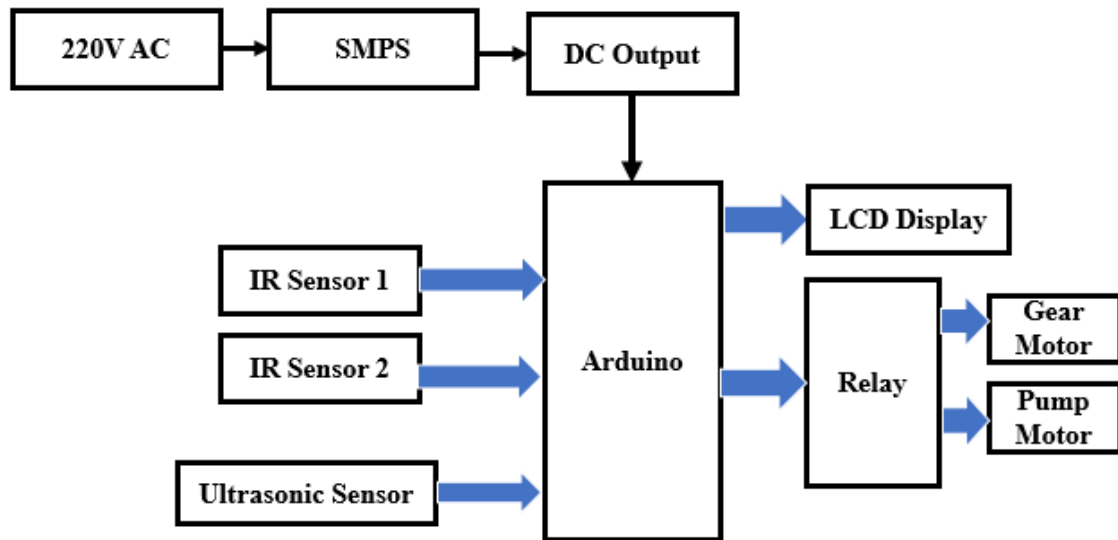 220V AC
SMPS
DC Output
LCD Display
IR Sensor 1
IR Sensor 2
Ultrasonic Sensor
Arduino
Relay
Gear
Motor
Pump
Motor